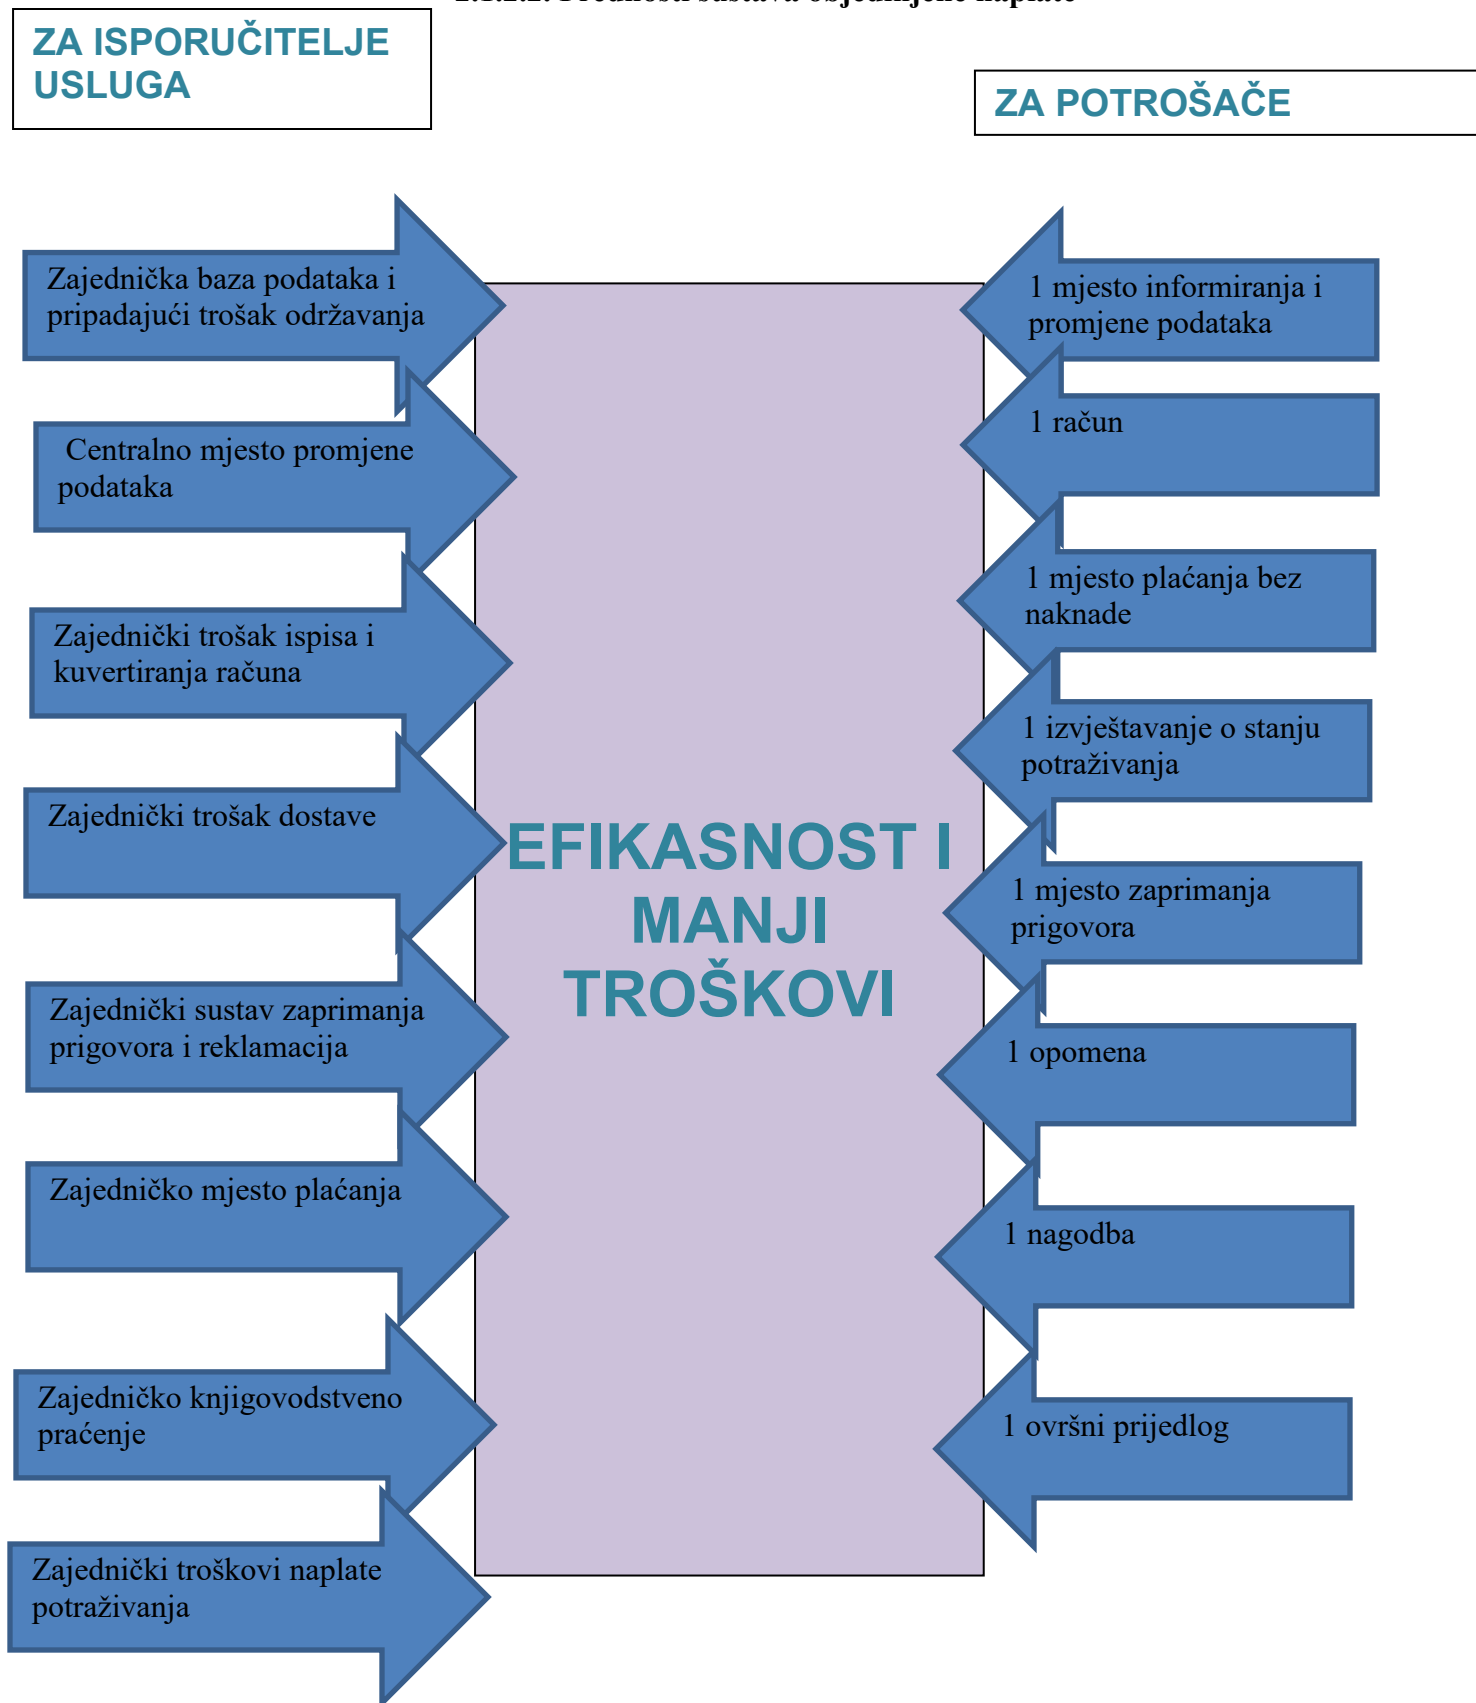 ZA ISPORUČITELJE
USLUGA
ZA POTROŠAČE
Zajednička baza podataka i
pripadajući trošak održavanja
Centralno mjesto promjene
podataka
Zajednički trošak ispisa i
kuvertiranja računa
Zajednički trošak dostave
Zajednički sustav zaprimanja
prigovora i reklamacija
Zajedničko mjesto plaćanja
Zajedničko knjigovodstveno
praćenje
Zajednički troškovi naplate
potraživanja
EFIKASNOST I
MANJI
TROŠKOVI
1 mjesto informiranja i
promjene podataka
1 račun
1 mjesto plaćanja bez
naknade
1 izvještavanje o stanju
potraživanja
1 mjesto zaprimanja
prigovora
1 opomena
1 nagodba
1 ovršni prijedlog